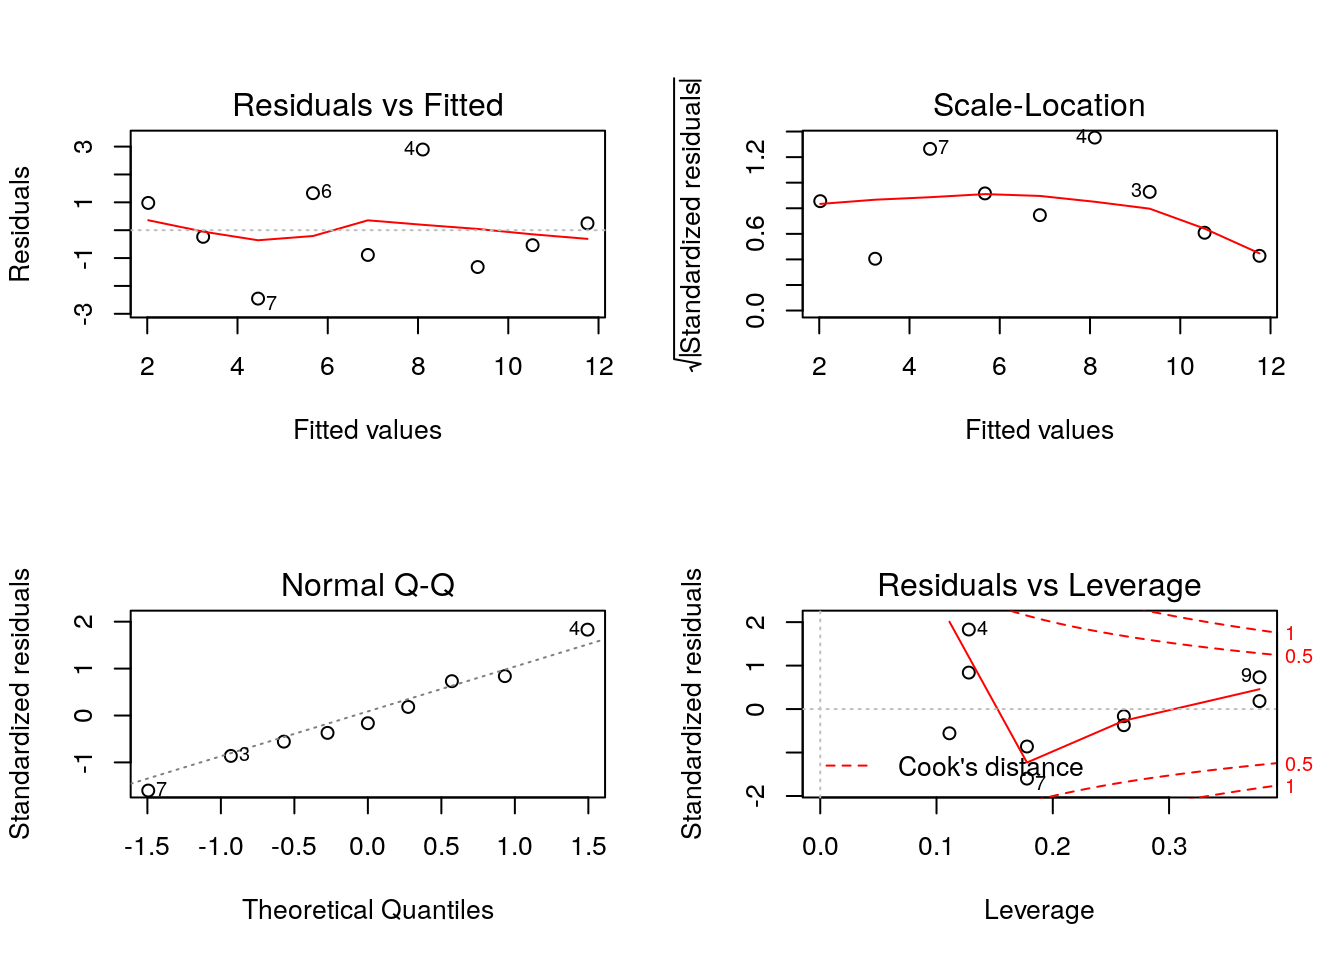 Residuals vs Fitted
Residuals
3
1
-1
-3
4
6
7
2 4 6 8 10 12
Fitted values
Scale-Location
√|Standardized residuals|
1.2
0.6
0.0
7
4
3
2 4 6 8 10 12
Fitted values
Normal Q-Q
Standardized residuals
2
1
0
-1
4
3
7
-1.5 -1.0 -0.5 0.0 0.5 1.0 1.5
Theoretical Quantiles
Residuals vs Leverage
Standardized residuals
2
1
0
-2
4
9
7
1
0.5
0.5
1
Cook's distance
0.0 0.1 0.2 0.3
Leverage